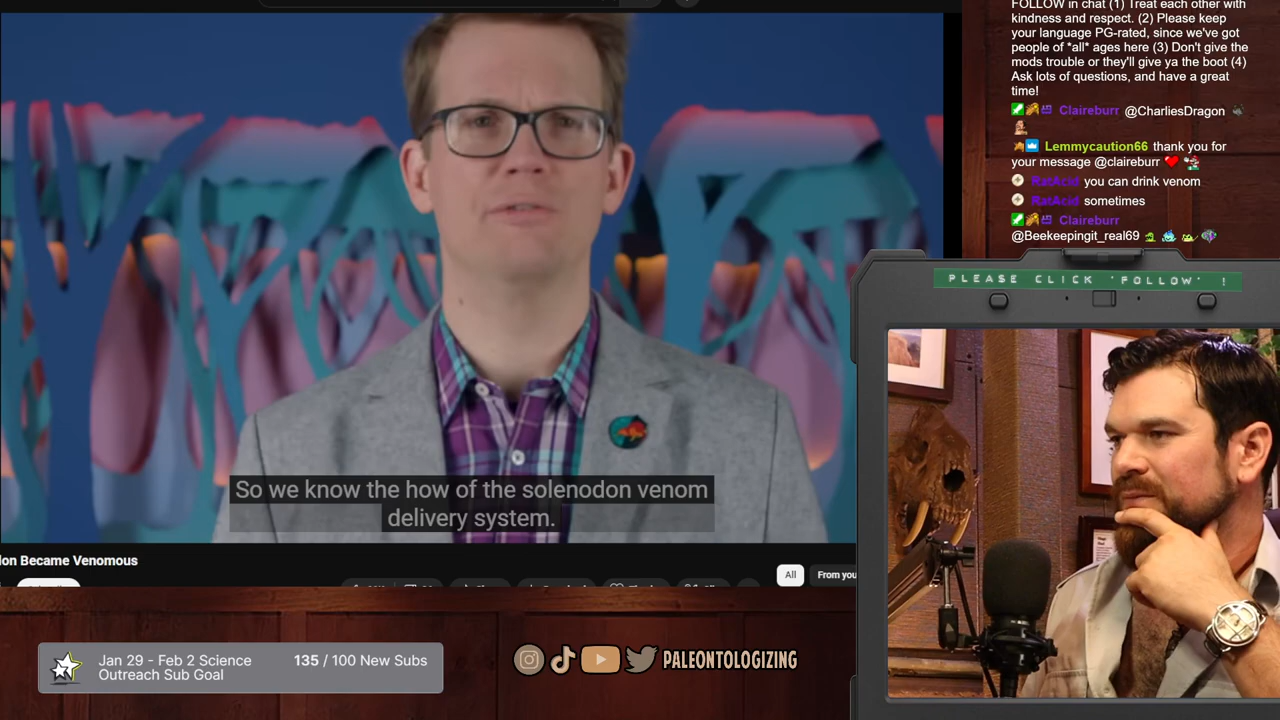 FOLLOW in chat (1) Treat each other with
kindness and respect. (2) Please keep
your language PG-rated, since we've got
people of *all* ages here (3) Don't give the
mods trouble or they'll give ya the boot (4)
Ask lots of questions, and have a great
time!
Claireburr @CharliesDragon
Lemmycaution66 thank you for
your message @claireburr
RatAcid you can drink venom
RatAcid sometimes
Claireburr
@Beekeepingit_real69
PLEASE CLICK 'FOLLOW' !
So we know the how of the solenodon venom
delivery system.
on Became Venomous
All
From you
Jan 29 - Feb 2 Science
Outreach Sub Goal
135 / 100 New Subs
PALEONTOLOGIZING